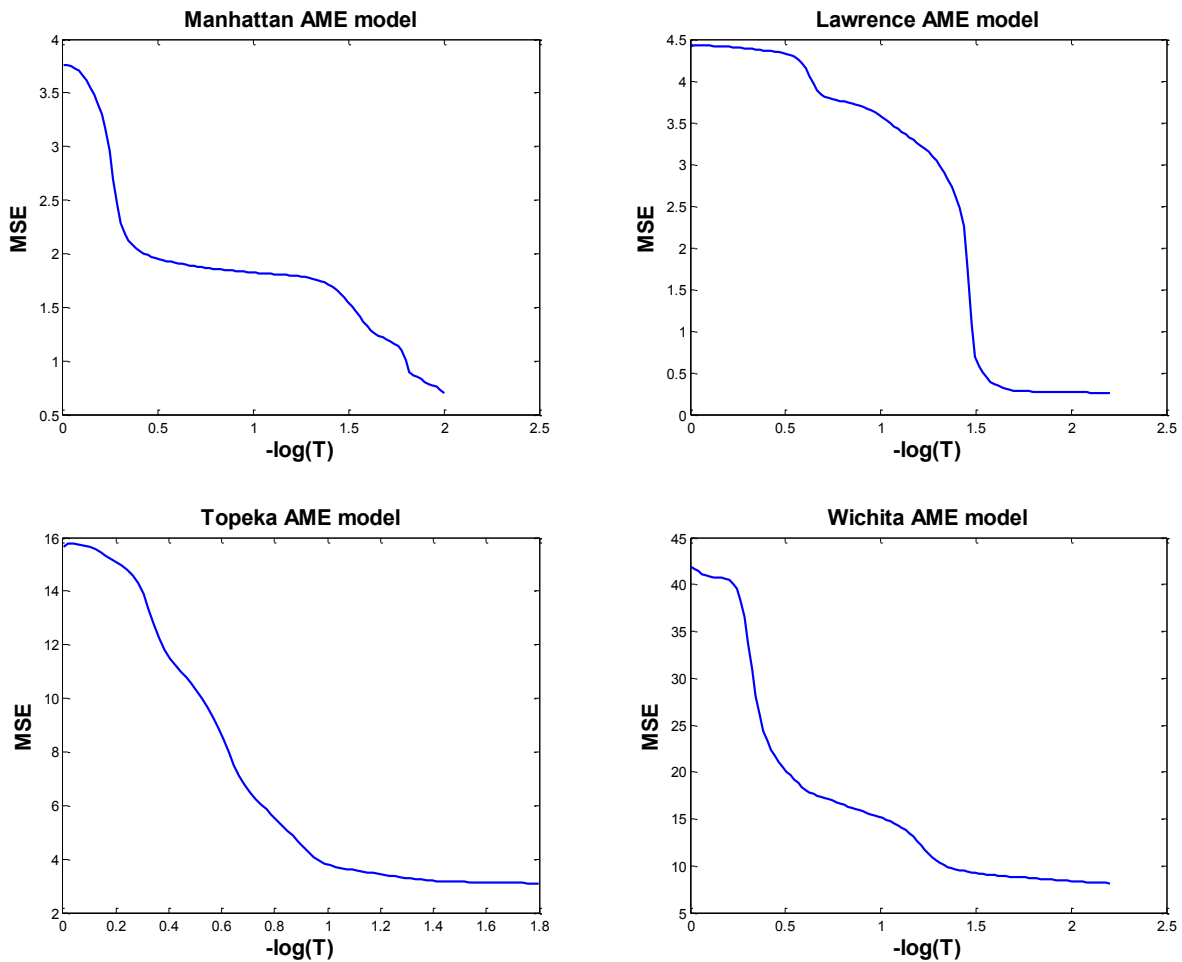 Manhattan AME model
4
3.5
3
2.5
2
1.5
1
0.5
0 0.5 1 1.5 2 2.5
MSE
-log(T)
Lawrence AME model
4.5
4
3.5
3
2.5
2
1.5
1
0.5
0
0 0.5 1 1.5 2 2.5
MSE
-log(T)
Topeka AME model
16
14
12
10
8
6
4
2
0 0.2 0.4 0.6 0.8 1 1.2 1.4 1.6 1.8
MSE
-log(T)
Wichita AME model
45
40
35
30
25
20
15
10
5
0 0.5 1 1.5 2 2.5
MSE
-log(T)